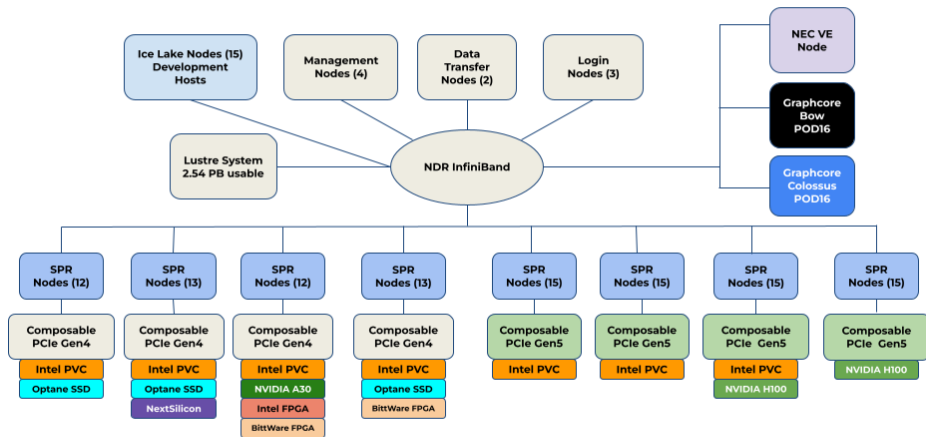 Ice Lake Nodes (15)
Development
Hosts
Management
Nodes (4)
Data
Transfer
Nodes (2)
Login
Nodes (3)
NEC VE
Node
Graphcore
Bow
POD16
Graphcore
Colossus
POD16
Lustre System
2.54 PB usable
NDR InfiniBand
SPR
Nodes (12)
Composable
PCIe Gen4
Intel PVC
Optane SSD
SPR
Nodes (13)
Composable
PCIe Gen4
Intel PVC
Optane SSD
NextSilicon
SPR
Nodes (12)
Composable
PCIe Gen4
Intel PVC
NVIDIA A30
Intel FPGA
BittWare FPGA
SPR
Nodes (13)
Composable
PCIe Gen4
Intel PVC
Optane SSD
BittWare FPGA
SPR
Nodes (15)
Composable
PCIe Gen5
Intel PVC
SPR
Nodes (15)
Composable
PCIe Gen5
Intel PVC
SPR
Nodes (15)
Composable
PCIe Gen5
Intel PVC
NVIDIA H100
SPR
Nodes (15)
Composable
PCIe Gen5
NVIDIA H100